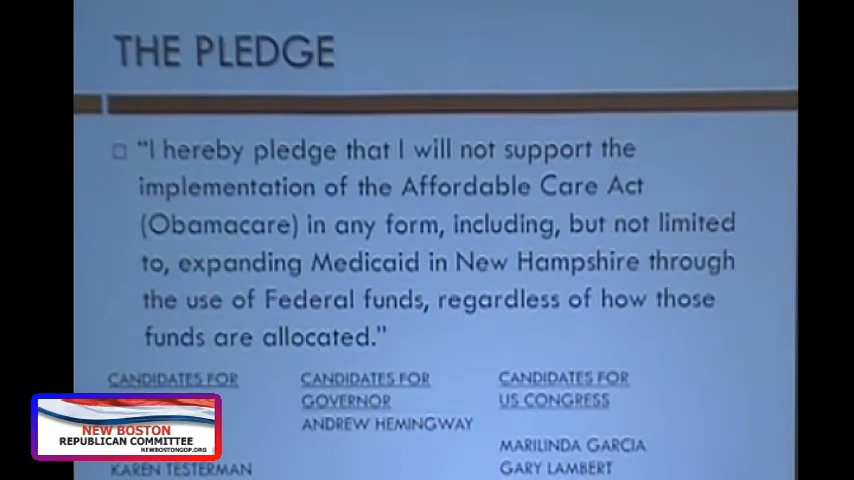 THE PLEDGE
"I hereby pledge that I will not support the
implementation of the Affordable Care Act
(Obamacare) in any form, including, but not limited
to, expanding Medicaid in New Hampshire through
the use of Federal funds, regardless of how those
funds are allocated."
CANDIDATES FOR
KAREN TESTERMAN
CANDIDATES FOR
GOVERNOR
ANDREW HEMINGWAY
CANDIDATES FOR
US CONGRESS
MARILINDA GARCIA
GARY LAMBERT
NEW BOSTON
REPUBLICAN COMMITTEE
NEWBOSTONGOP.ORG